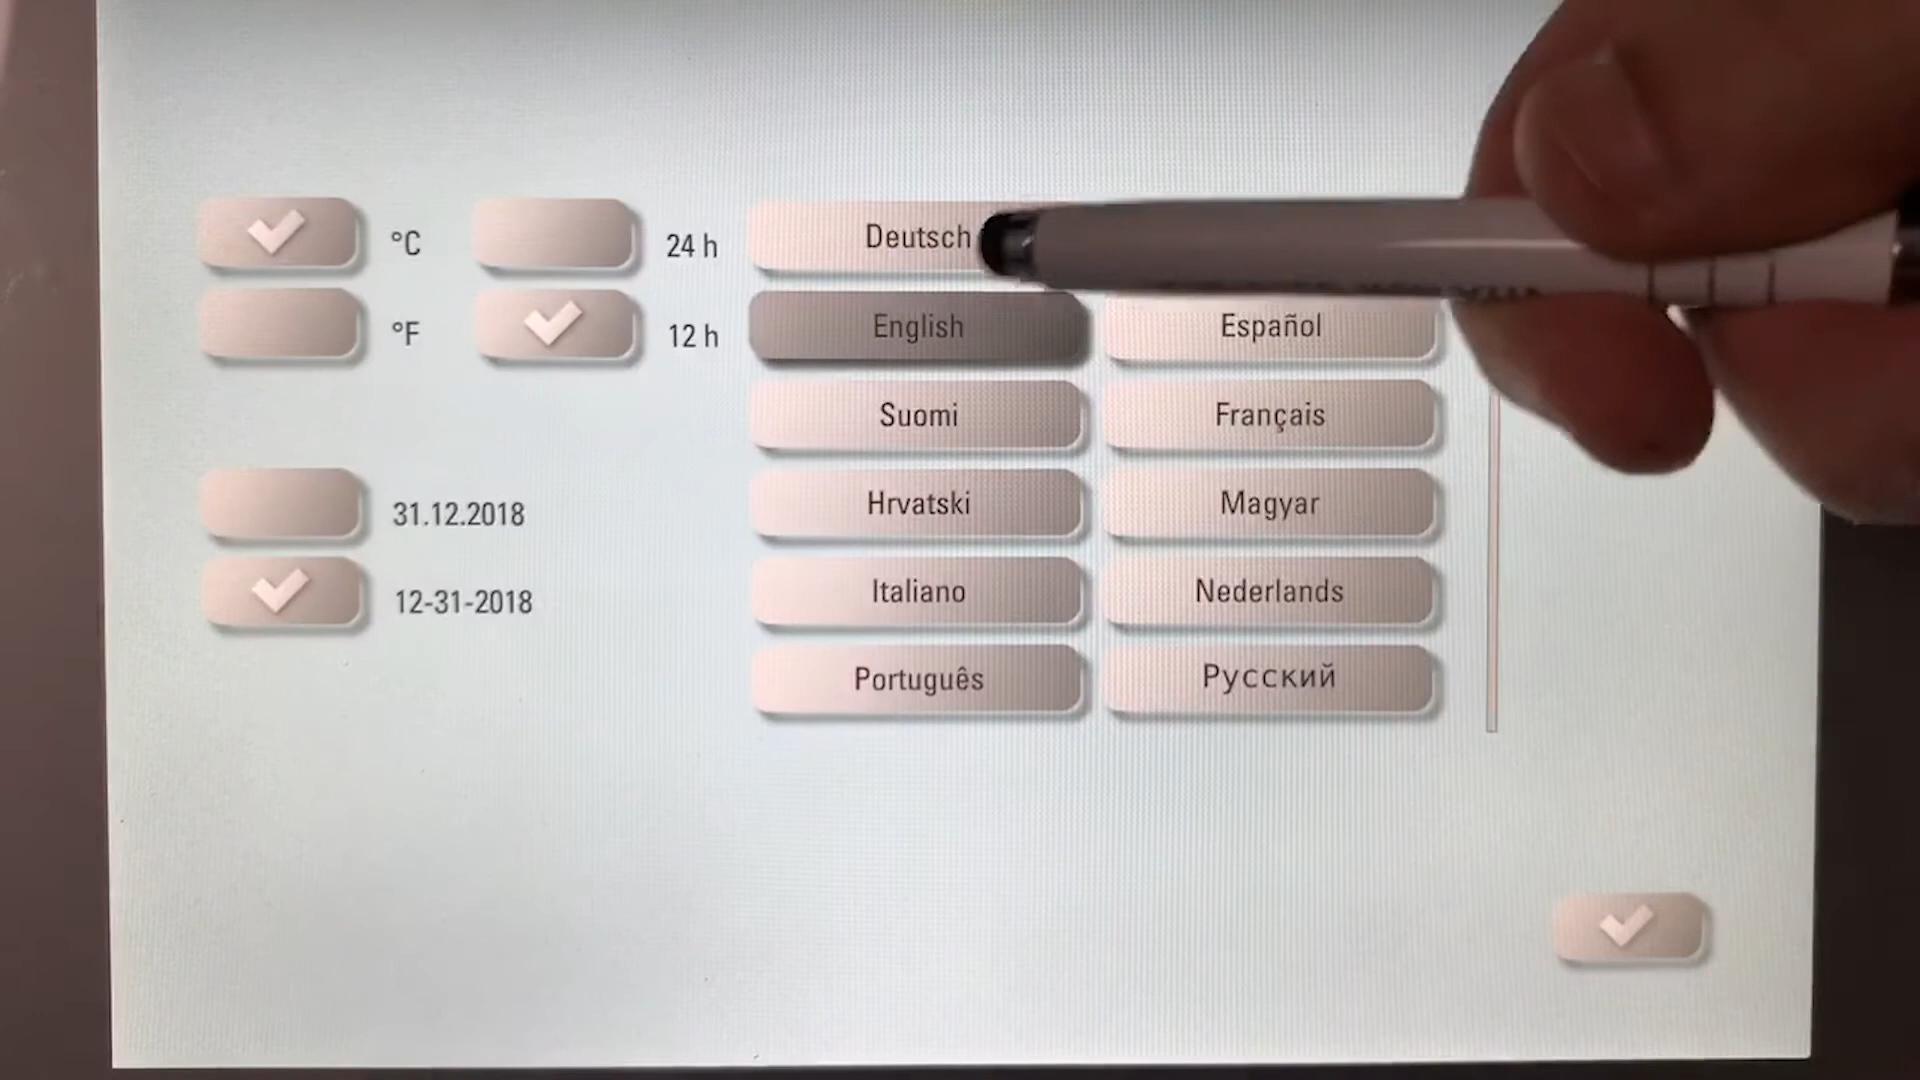 °C
24 h
°F
12 h
31.12.2018
12-31-2018
Deutsch
English
Español
Suomi
Français
Hrvatski
Magyar
Italiano
Nederlands
Português
Русский